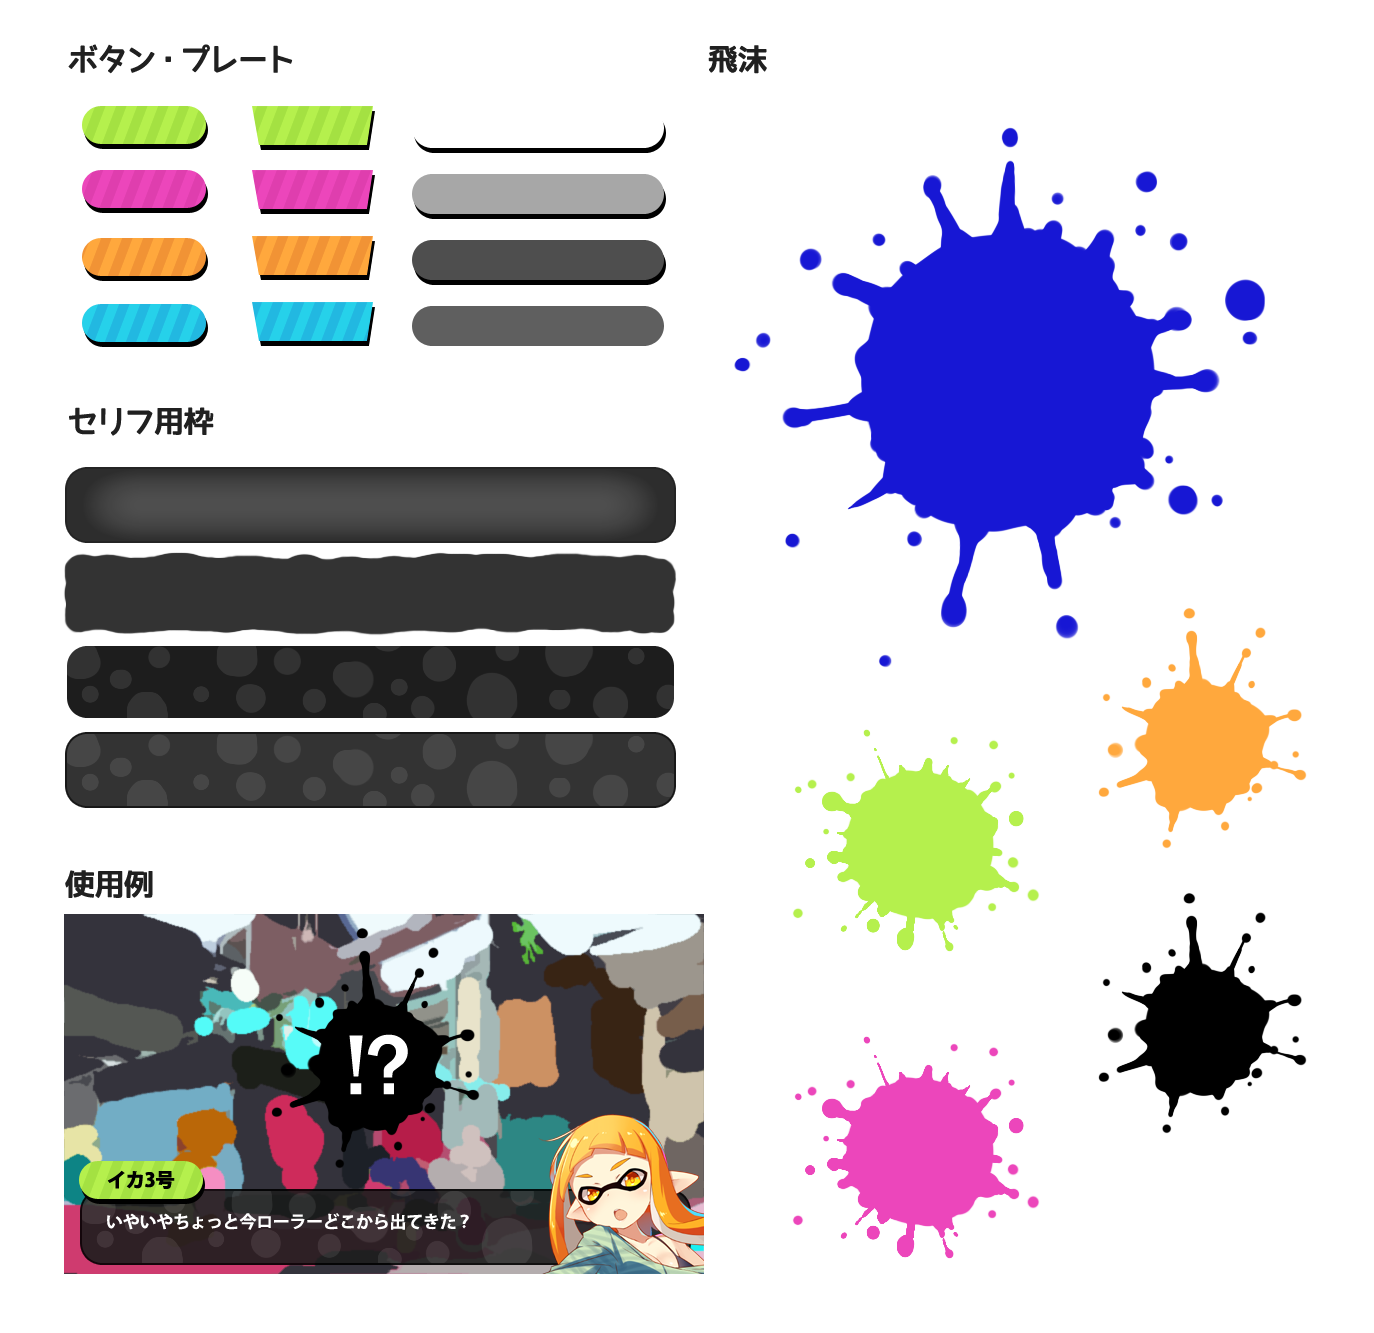 ボタン・プレート
飛沫
セリフ用枠
使用例
!?
イカ3号
いやいやちょっと今ローラーどこから出てきた？